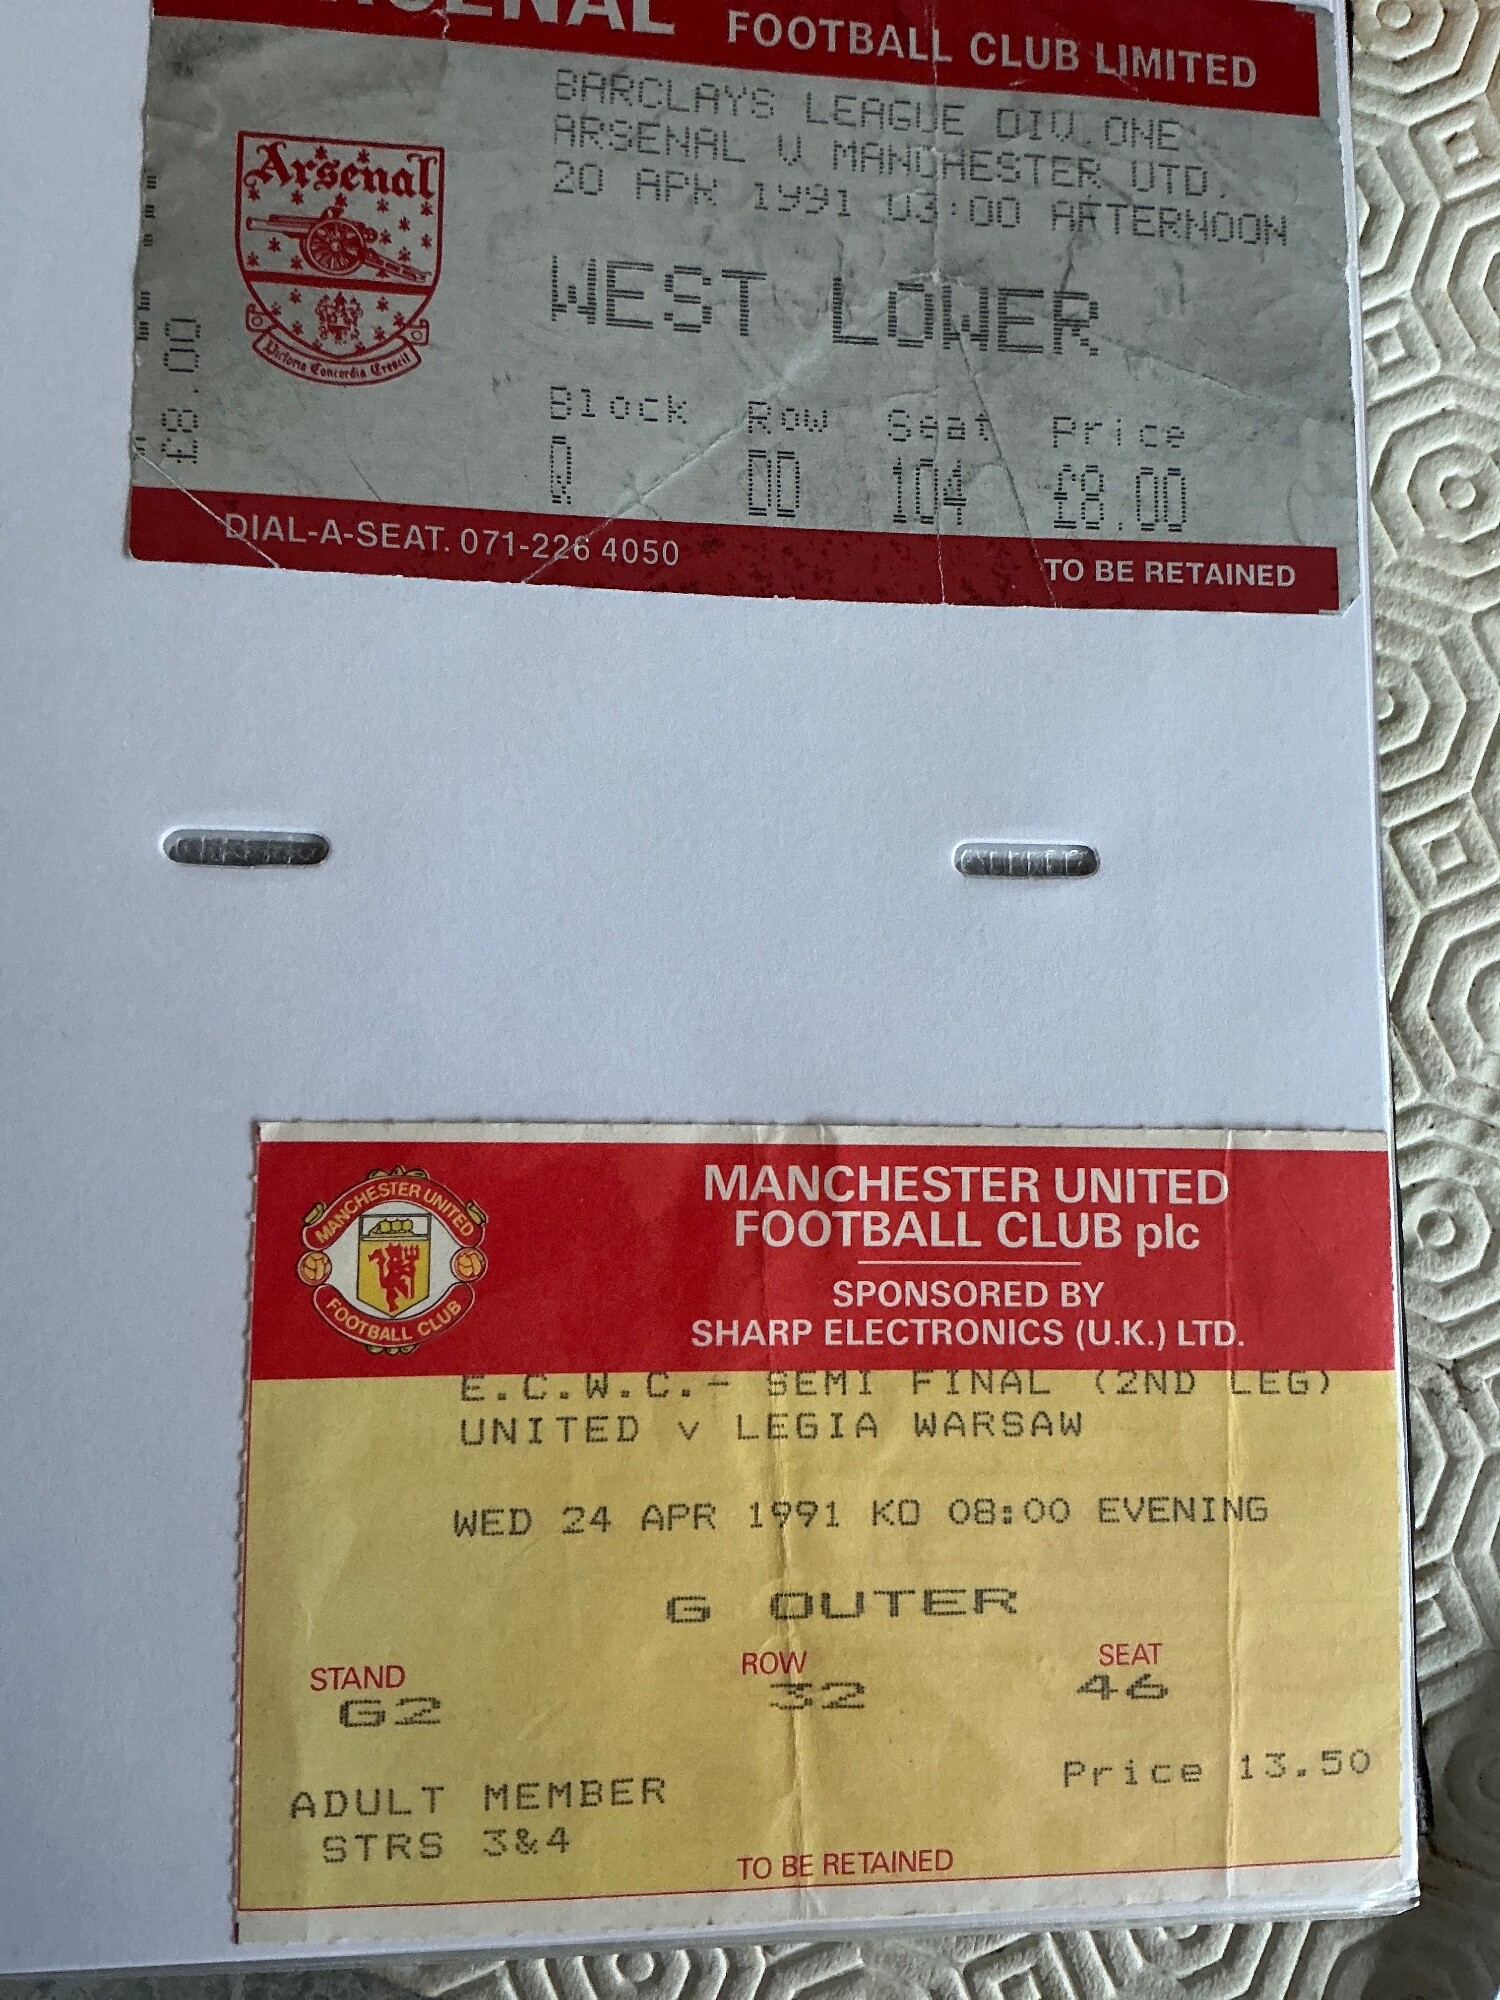 ARSENAL FOOTBALL CLUB LIMITED
BARCLAYS LEAGUE DIV.ONE
ARSENAL V MANCHESTER UTD.
20 APR 1991 03:00 AFTERNOON
Arsenal
Victoria Concordia Crescit
WEST LOWER
£8.00
Block Row Seat Price
Q DD 104 £8.00
DIAL-A-SEAT. 071-226 4050
TO BE RETAINED
MANCHESTER UNITED
FOOTBALL CLUB
MANCHESTER UNITED
FOOTBALL CLUB plc
SPONSORED BY
SHARP ELECTRONICS (U.K.) LTD.
E.C.W.C.- SEMI FINAL (2ND LEG)
UNITED v LEGIA WARSAW
WED 24 APR 1991 KO 08:00 EVENING
G OUTER
STAND ROW SEAT
G2 32 46
Price 13.50
ADULT MEMBER
STRS 3&4
TO BE RETAINED